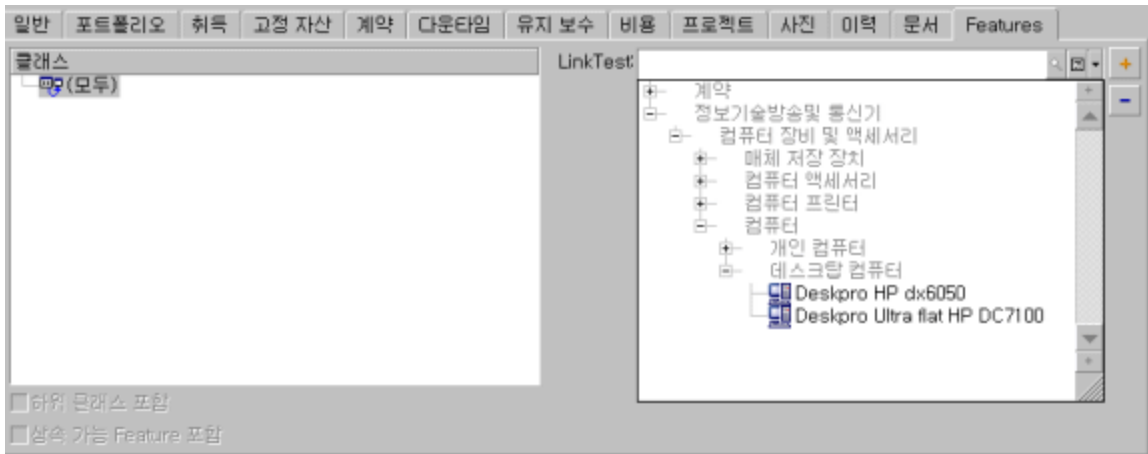 일반 포트폴리오 취득 고정 자산 계약 다운타임 유지 보수 비용 프로젝트 사진 이력 문서 Features
클래스
(모두)
LinkTest:
계약
정보기술방송및 통신기
컴퓨터 장비 및 액세서리
매체 저장 장치
컴퓨터 액세서리
컴퓨터 프린터
컴퓨터
개인 컴퓨터
데스크탑 컴퓨터
Deskpro HP dx6050
Deskpro Ultra flat HP DC7100
하위 클래스 포함
상속 가능 Feature 포함